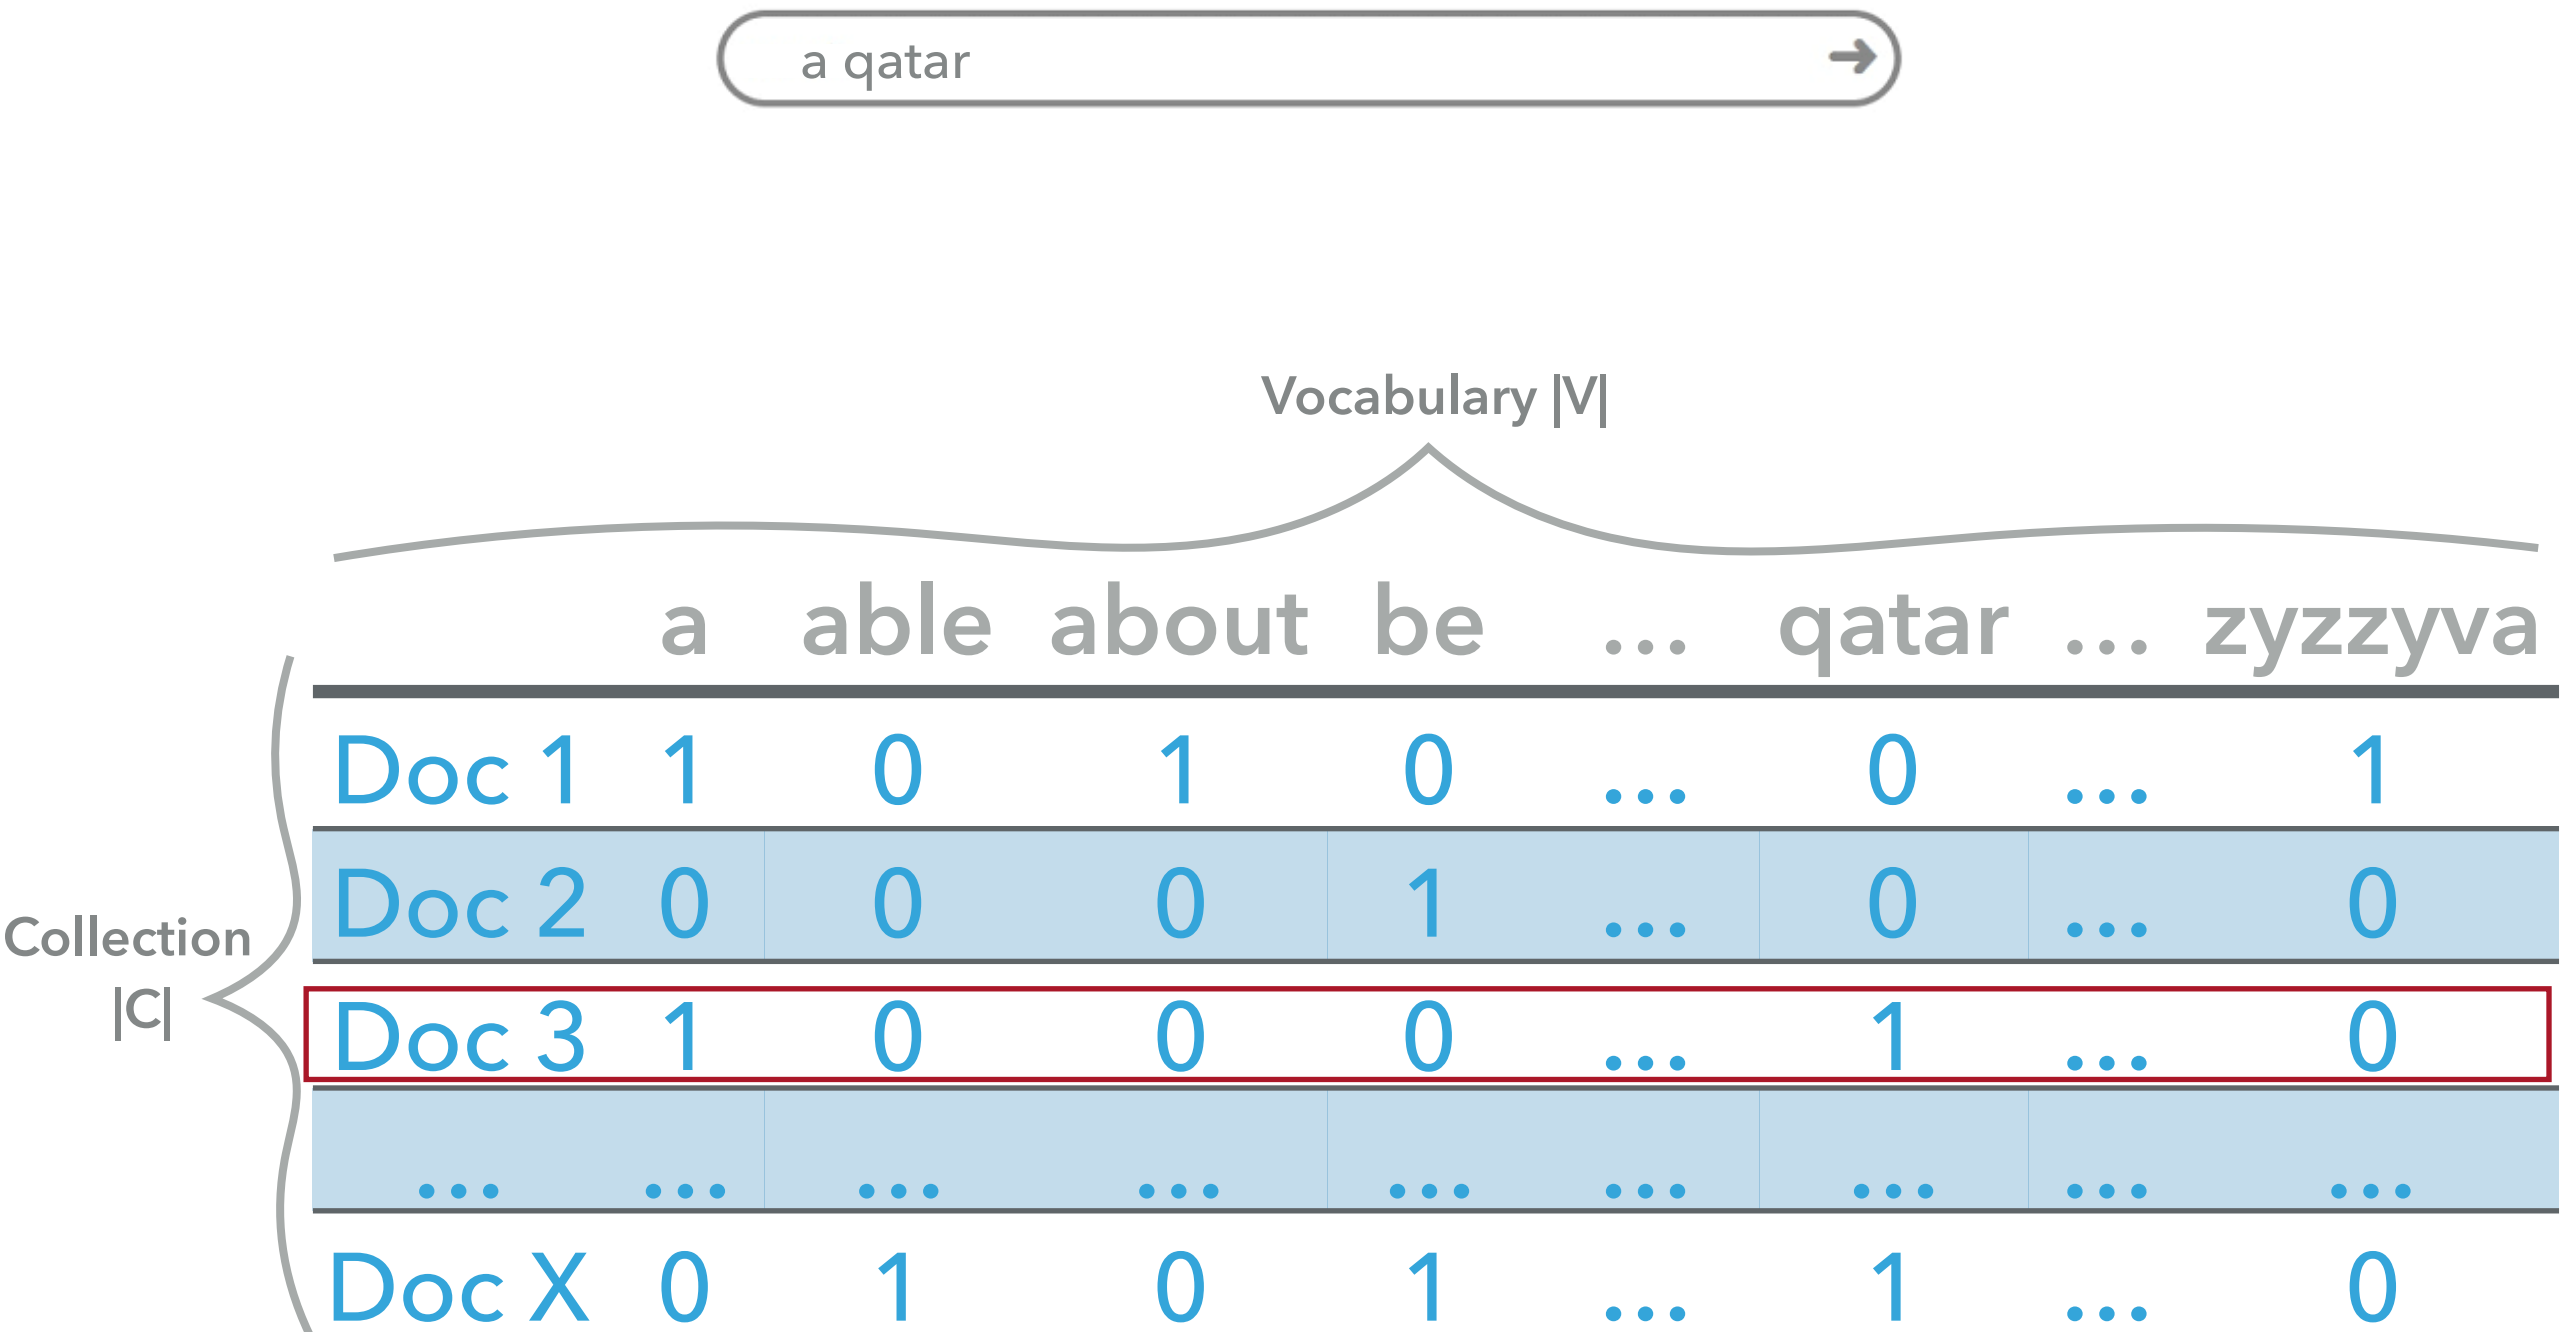 a qatar ➜
Vocabulary |V|
a able about be ... qatar ... zyzzyva
Doc 1 1 0 1 0 ... 0 ... 1
Doc 2 0 0 0 1 ... 0 ... 0
Collection
|C|
Doc 3 1 0 0 0 ... 1 ... 0
... ... ... ... ... ... ... ... ...
Doc X 0 1 0 1 ... 1 ... 0